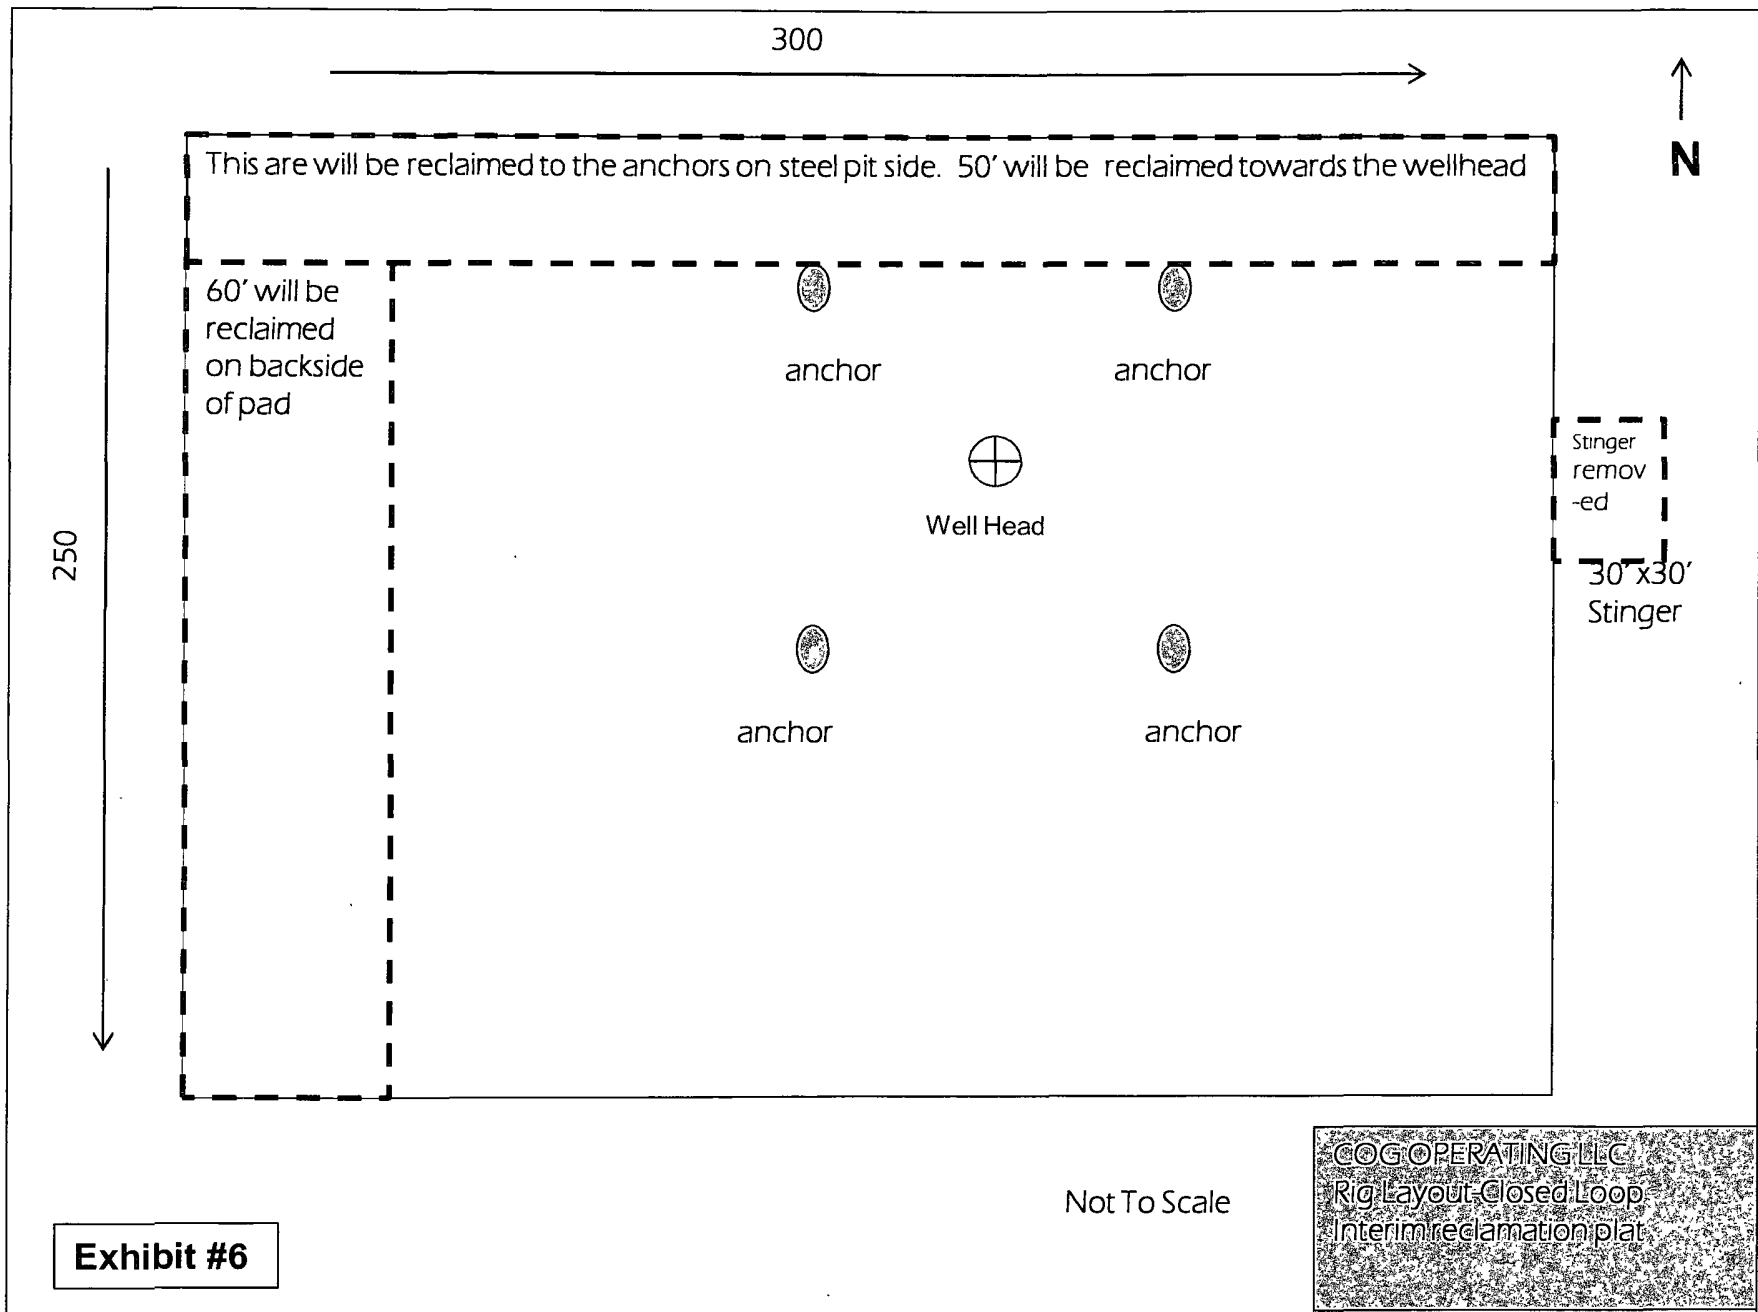 300
N
This are will be reclaimed to the anchors on steel pit side. 50' will be reclaimed towards the wellhead
60' will be
reclaimed
on backside
of pad
anchor
anchor
Stinger
remov
-ed
Well Head
250
30'x30'
Stinger
anchor
anchor
Not To Scale
COG OPERATING LLC
Rig Layout-Closed Loop
Interim reclamation plat
Exhibit #6